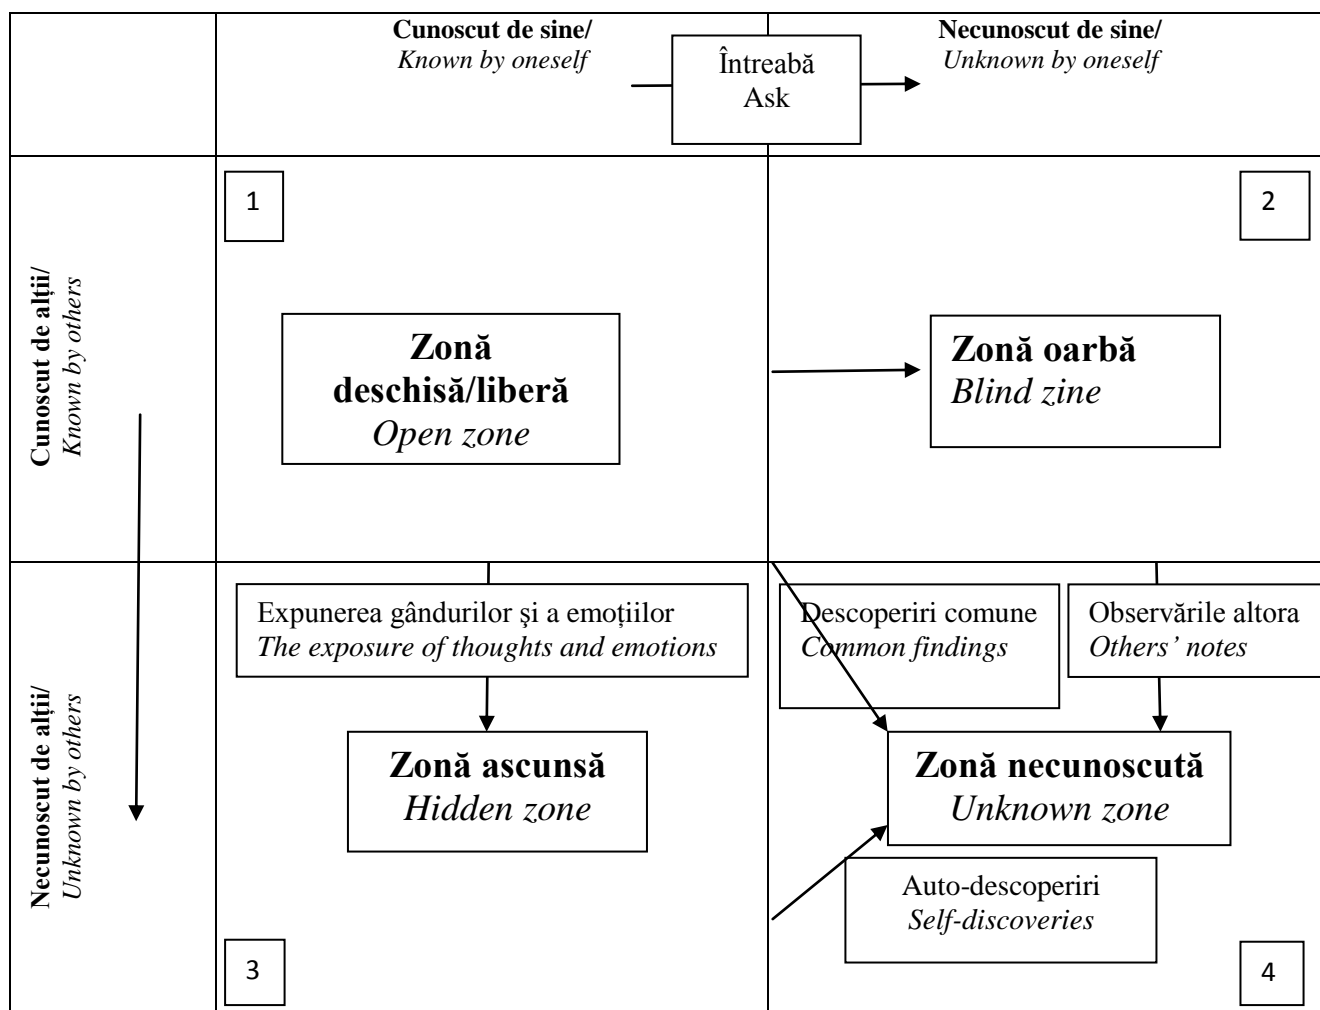 Cunoscut de sine/
Known by oneself
Întreabă
Ask
Necunoscut de sine/
Unknown by oneself
Cunoscut de alții/
Known by others
1
Zonă
deschisă/liberă
Open zone
2
Zonă oarbă
Blind zine
Necunoscut de alții/
Unknown by others
Expunerea gândurilor şi a emoțiilor
The exposure of thoughts and emotions
Zonă ascunsă
Hidden zone
3
Descoperiri comune
Common findings
Observările altora
Others’ notes
Zonă necunoscută
Unknown zone
Auto-descoperiri
Self-discoveries
4